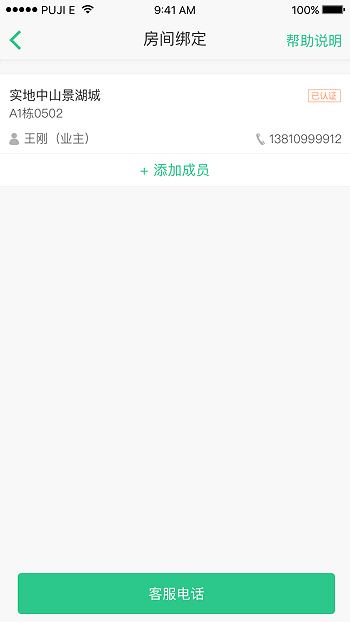 PUJI E 9:41 AM 100%
房间绑定 帮助说明
实地中山景湖城 已认证
A1栋0502
王刚（业主） 13810999912
+ 添加成员
客服电话